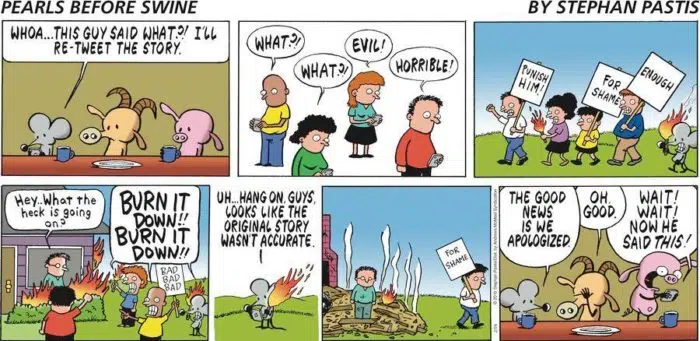 PEARLS BEFORE SWINE
BY STEPHAN PASTIS
WHOA...THIS GUY SAID WHAT?! I'LL
RE-TWEET THE STORY.
WHAT?!
WHAT?!
EVIL!
HORRIBLE!
PUNISH
HIM!
FOR
SHAME
ENOUGH
Hey..What the
heck is going
on?
BURN IT
DOWN!!
BURN IT
DOWN!!
BAD
BAD
BAD
UH...HANG ON, GUYS.
LOOKS LIKE THE
ORIGINAL STORY
WASN'T ACCURATE.
FOR
SHAME
THE GOOD
NEWS
IS WE
APOLOGIZED.
OH,
GOOD.
WAIT!
WAIT!
NOW HE
SAID THIS!